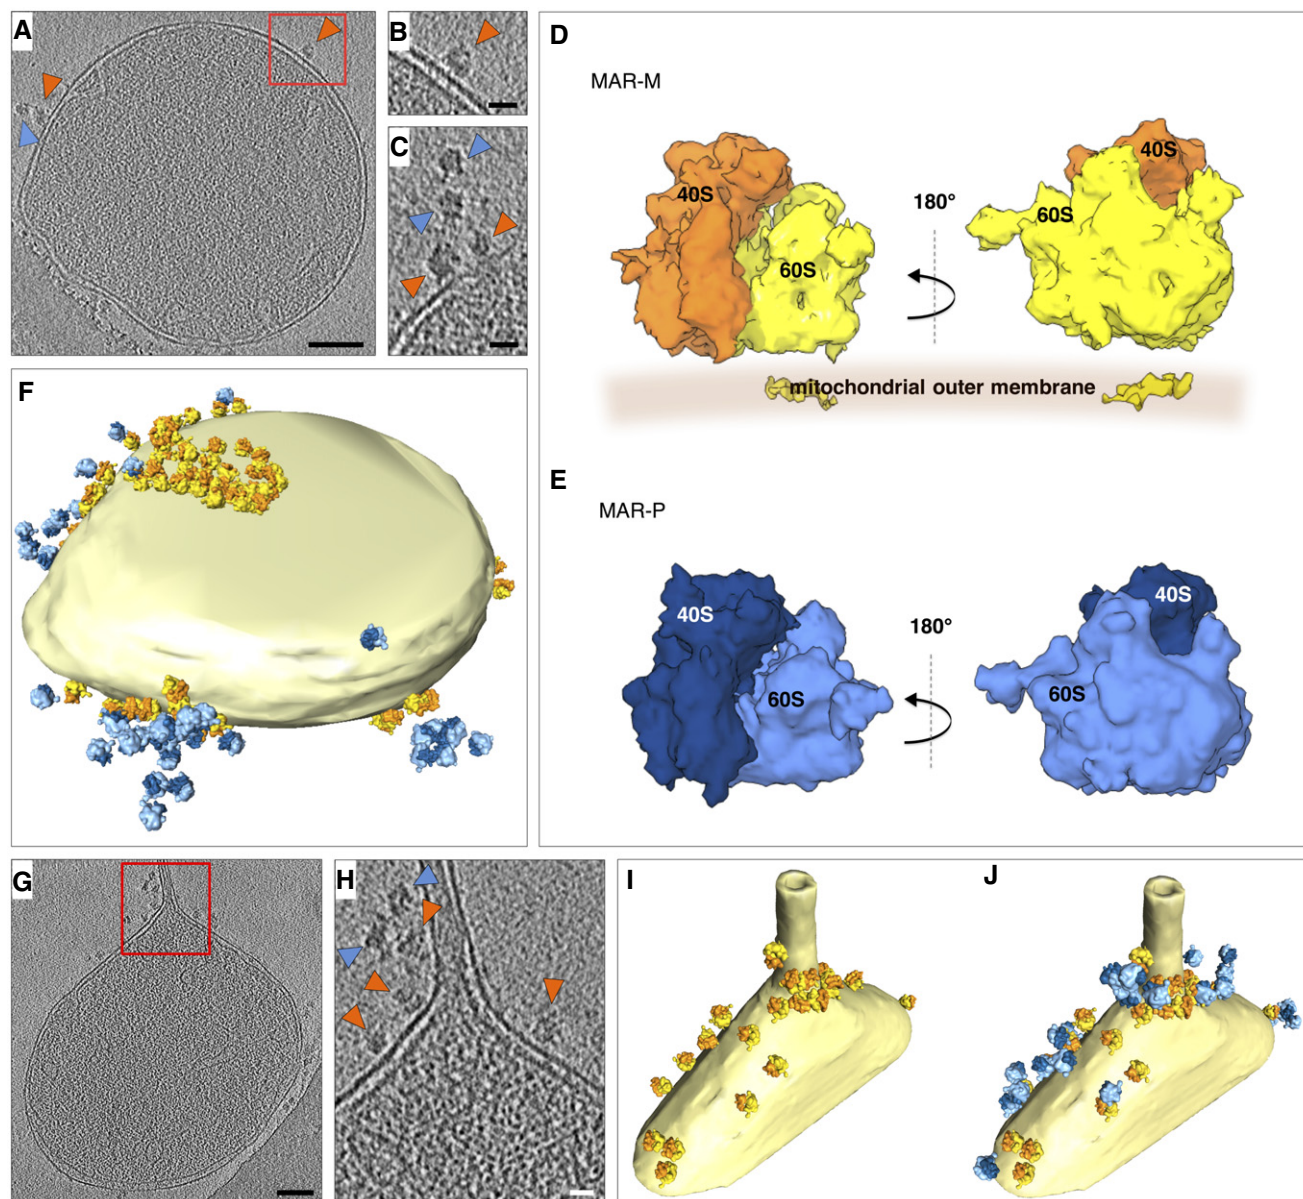 A
B
C
D
MAR-M
40S
60S
180°
40S
60S
mitochondrial outer membrane
E
MAR-P
40S
60S
180°
40S
60S
F
G
H
I
J